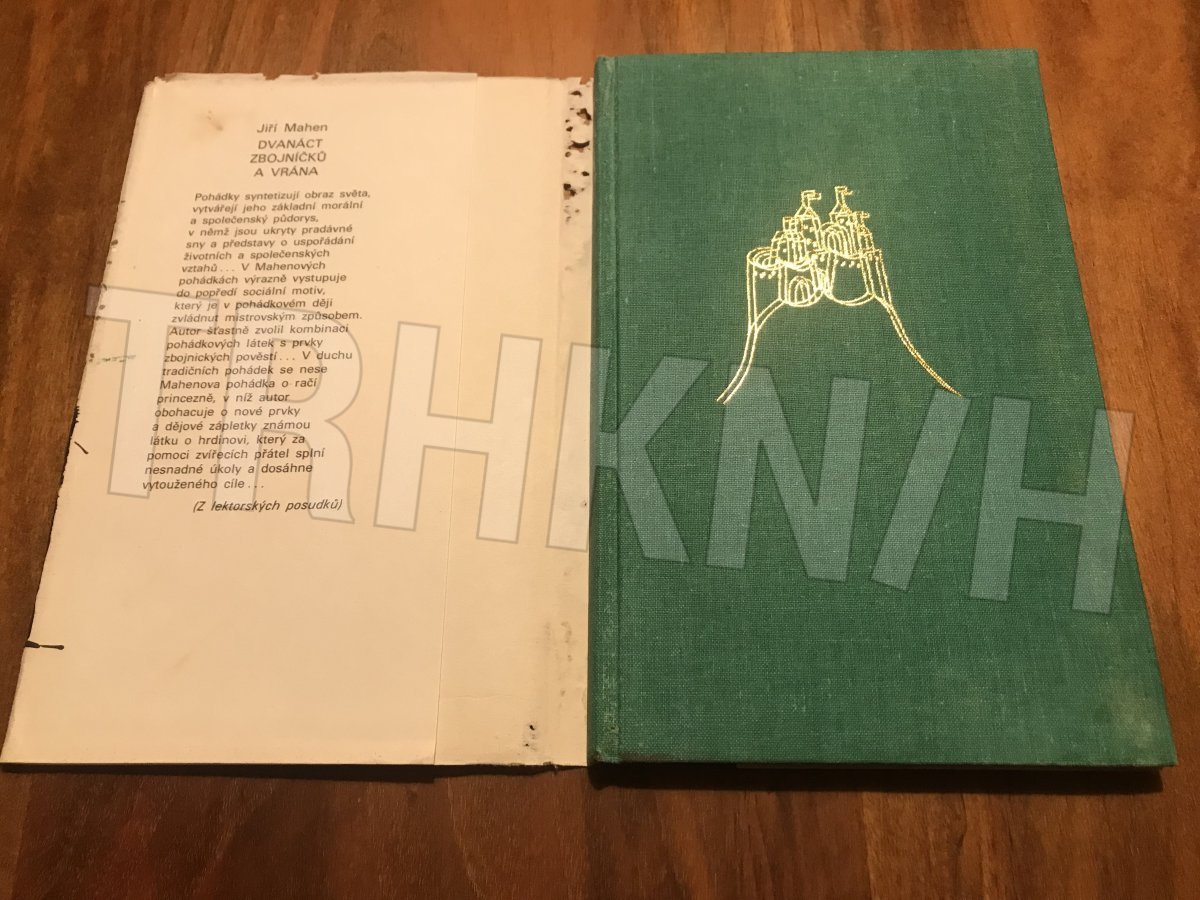 Jiří Mahen
DVANÁCT
ZBOJNÍČKŮ
A VRÁNA
Pohádky syntetizují obraz světa,
vytvářejí jeho základní morální
a společenský půdorys,
v němž jsou ukryty pradávné
sny a představy o uspořádání
životních a společenských
vztahů... V Mahenových
pohádkách výrazně vystupuje
do popředí sociální motiv,
který je v pohádkovém ději
zvládnut mistrovským způsobem.
Autor šťastně zvolil kombinaci
pohádkových látek s prvky
zbojnických pověstí... V duchu
tradičních pohádek se nese
Mahenova pohádka o račí
princezně, v níž autor
obohacuje o nové prvky
a dějové zápletky známou
látku o hrdinovi, který za
pomoci zvířecích přátel splní
nesnadné úkoly a dosáhne
vytouženého cíle...
(Z lektorských posudků)
TRHKNIH